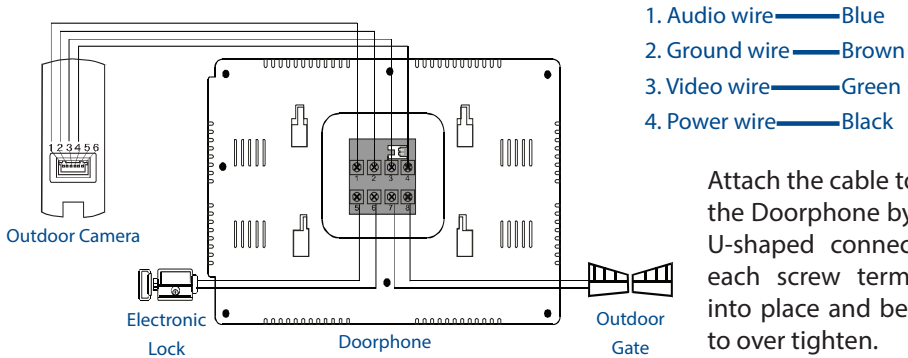 1. Audio wire Blue
2. Ground wire Brown
3. Video wire Green
4. Power wire Black
1 2 3 4 5 6
Outdoor Camera
1 2 3 4
5 6 7 8
Electronic
Lock
Doorphone
Outdoor
Gate
Attach the cable to
the Doorphone by
U-shaped connec
each screw term
into place and be
to over tighten.